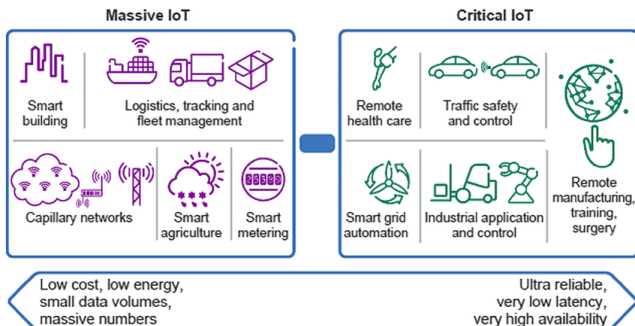 Massive IoT
Smart
building
Logistics, tracking and
fleet management
Capillary networks
Smart
agriculture
Smart
metering
Critical IoT
Remote
health care
Traffic safety
and control
Smart grid
automation
Industrial application
and control
Remote
manufacturing,
training,
surgery
Low cost, low energy,
small data volumes,
massive numbers
Ultra reliable,
very low latency,
very high availability